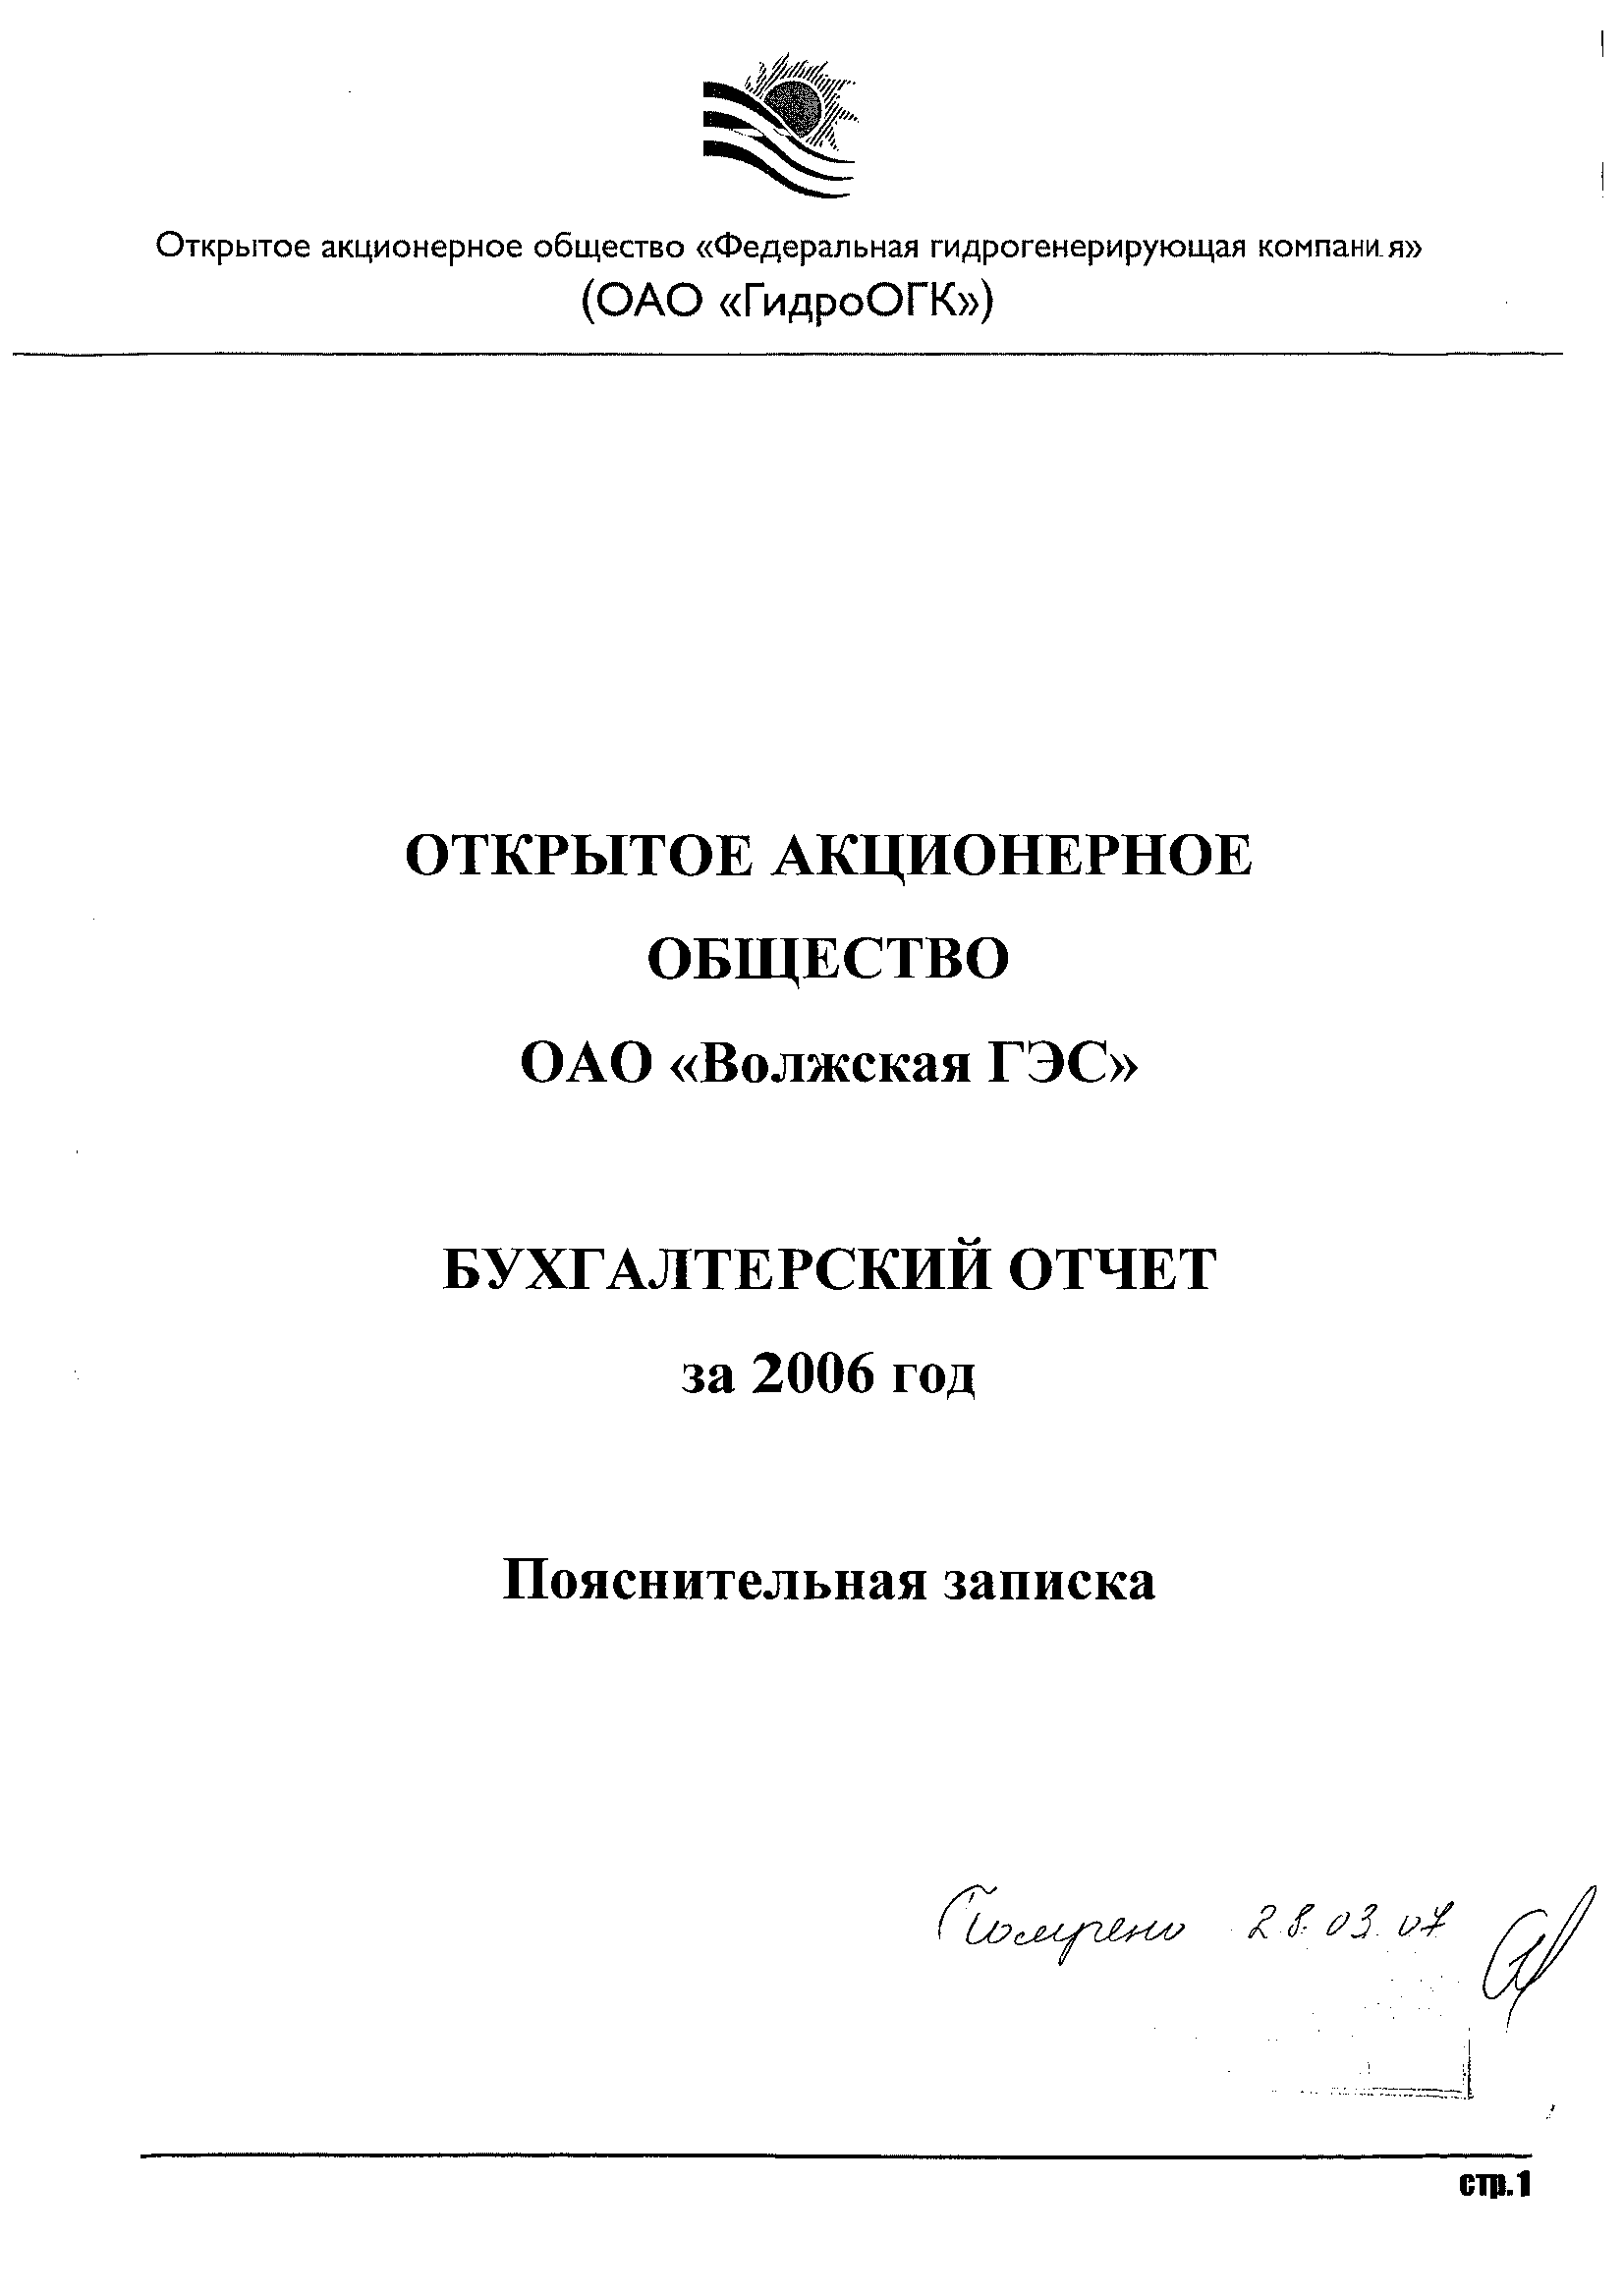 Открытое акционерное общество «Федеральная гидрогенерирующая компания»
(ОАО «ГидроОГК»)
ОТКРЫТОЕ АКЦИОНЕРНОЕ
ОБЩЕСТВО
ОАО «Волжская ГЭС»
БУХГАЛТЕРСКИЙ ОТЧЕТ
за 2006 год
Пояснительная записка
28.03.07
стр.1